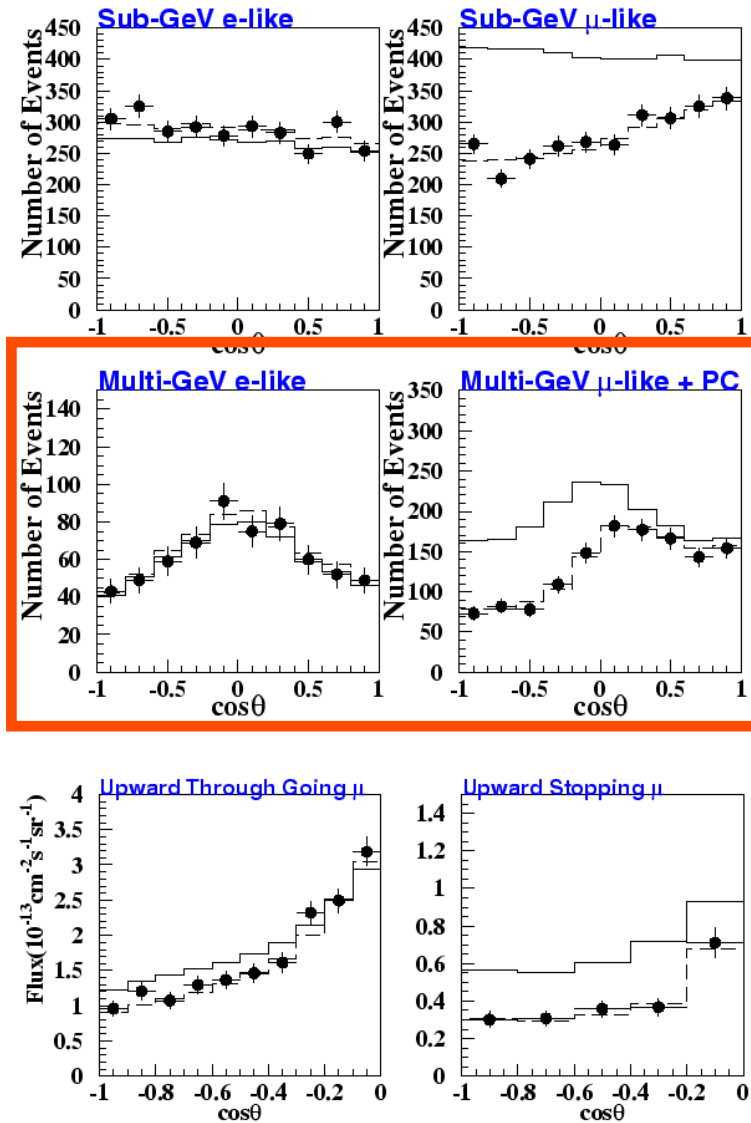 Sub-GeV e-like
Number of Events
450
400
350
300
250
200
150
100
50
0
-1 -0.5 0 0.5 1
cosθ
Sub-GeV μ-like
Number of Events
450
400
350
300
250
200
150
100
50
0
-1 -0.5 0 0.5 1
cosθ
Multi-GeV e-like
Number of Events
140
120
100
80
60
40
20
0
-1 -0.5 0 0.5 1
cosθ
Multi-GeV μ-like + PC
Number of Events
350
300
250
200
150
100
50
0
-1 -0.5 0 0.5 1
cosθ
Upward Through Going μ
Flux(10⁻¹³cm⁻²s⁻¹sr⁻¹)
4
3.5
3
2.5
2
1.5
1
0.5
0
-1 -0.8 -0.6 -0.4 -0.2 0
cosθ
Upward Stopping μ
1.4
1.2
1
0.8
0.6
0.4
0.2
0
-1 -0.8 -0.6 -0.4 -0.2 0
cosθ